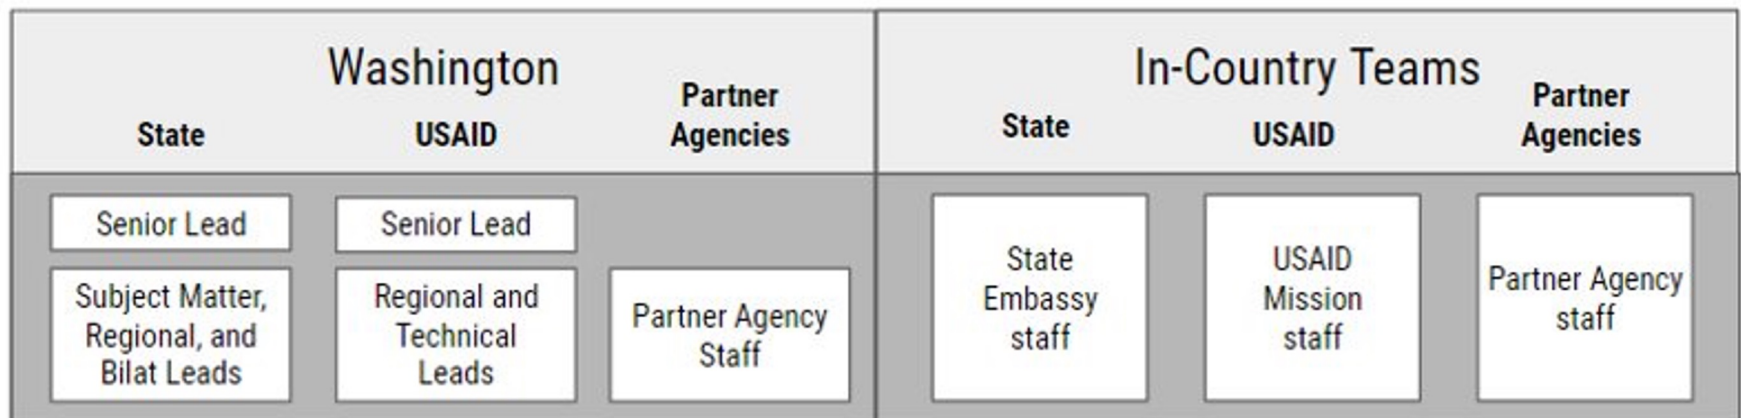 Washington
State
USAID
Partner
Agencies
Senior Lead
Subject Matter,
Regional, and
Bilat Leads
Senior Lead
Regional and
Technical
Leads
Partner Agency
Staff
In-Country Teams
State
USAID
Partner
Agencies
State
Embassy
staff
USAID
Mission
staff
Partner Agency
staff